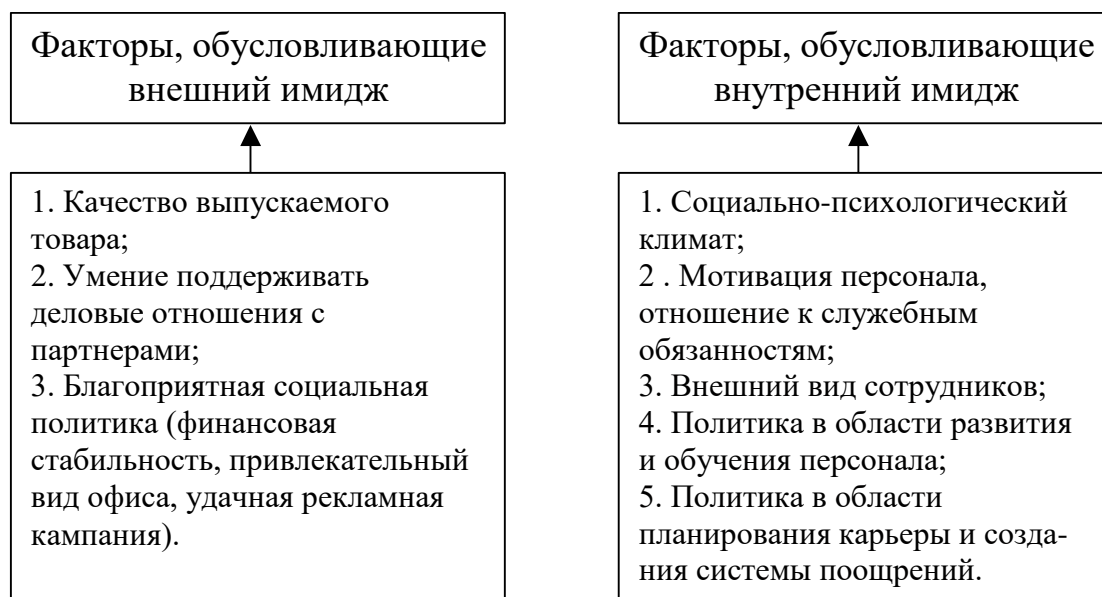 Факторы, обусловливающие
внешний имидж
1. Качество выпускаемого
товара;
2. Умение поддерживать
деловые отношения с
партнерами;
3. Благоприятная социальная
политика (финансовая
стабильность, привлекательный
вид офиса, удачная рекламная
кампания).
Факторы, обусловливающие
внутренний имидж
1. Социально-психологический
климат;
2 . Мотивация персонала,
отношение к служебным
обязанностям;
3. Внешний вид сотрудников;
4. Политика в области развития
и обучения персонала;
5. Политика в области
планирования карьеры и созда-
ния системы поощрений.